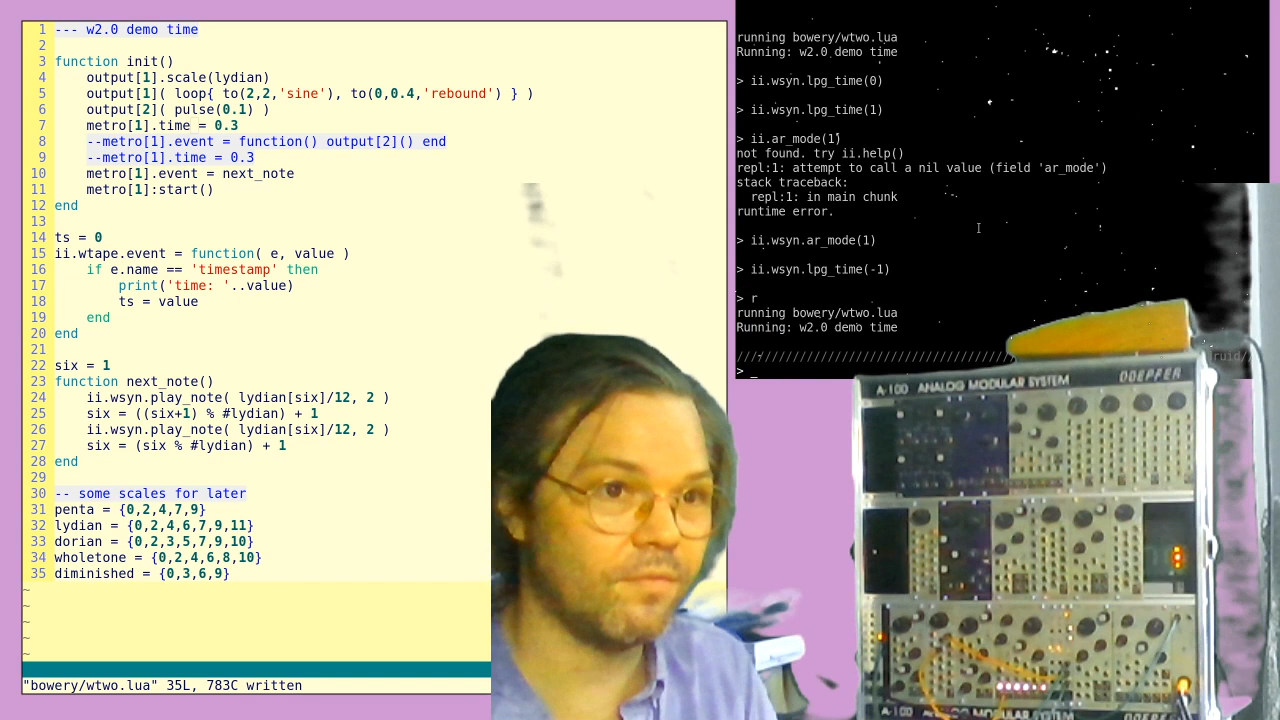 1 --- w2.0 demo time
2
3 function init()
4 output[1].scale(lydian)
5 output[1]( loop{ to(2,2,'sine'), to(0,0.4,'rebound') } )
6 output[2]( pulse(0.1) )
7 metro[1].time = 0.3
8 --metro[1].event = function() output[2]() end
9 --metro[1].time = 0.3
10 metro[1].event = next_note
11 metro[1]:start()
12 end
13
14 ts = 0
15 ii.wtape.event = function( e, value )
16 if e.name == 'timestamp' then
17 print('time: '..value)
18 ts = value
19 end
20 end
21
22 six = 1
23 function next_note()
24 ii.wsyn.play_note( lydian[six]/12, 2 )
25 six = ((six+1) % #lydian) + 1
26 ii.wsyn.play_note( lydian[six]/12, 2 )
27 six = (six % #lydian) + 1
28 end
29
30 -- some scales for later
31 penta = {0,2,4,7,9}
32 lydian = {0,2,4,6,7,9,11}
33 dorian = {0,2,3,5,7,9,10}
34 wholetone = {0,2,4,6,8,10}
35 diminished = {0,3,6,9}
~
~
~
~
~
"bowery/wtwo.lua" 35L, 783C written
running bowery/wtwo.lua
Running: w2.0 demo time
> ii.wsyn.lpg_time(0)
> ii.wsyn.lpg_time(1)
> ii.ar_mode(1)
not found. try ii.help()
repl:1: attempt to call a nil value (field 'ar_mode')
stack traceback:
repl:1: in main chunk
runtime error.
> ii.wsyn.ar_mode(1)
> ii.wsyn.lpg_time(-1)
> r
running bowery/wtwo.lua
Running: w2.0 demo time
//////////////////////////////////////// ruid//
> _
A-100 ANALOG MODULAR SYSTEM DOEPFER
A-100 ANALOG MODULAR SYSTEM DOEPFER